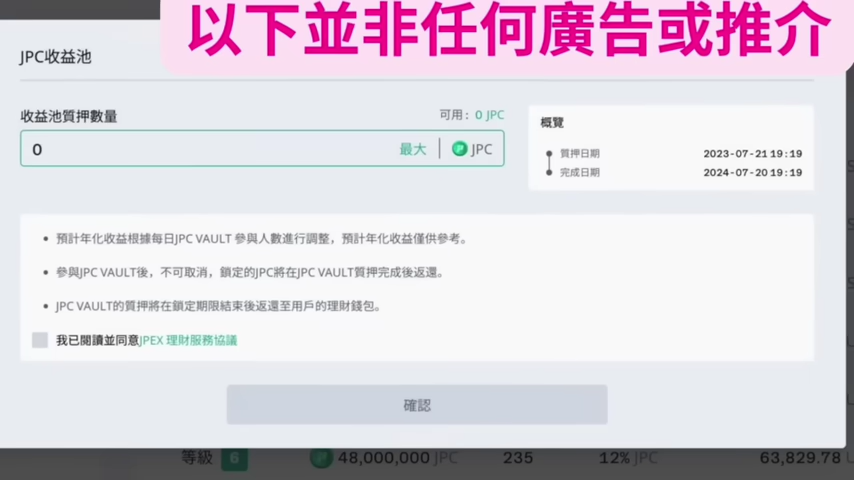 以下並非任何廣告或推介
JPC收益池
收益池質押數量
可用：0 JPC
0 最大 JPC
概覽
質押日期 2023-07-21 19:19
完成日期 2024-07-20 19:19
預計年化收益根據每日JPC VAULT 參與人數進行調整，預計年化收益僅供參考。
參與JPC VAULT後，不可取消，鎖定的JPC將在JPC VAULT質押完成後返還。
JPC VAULT的質押將在鎖定期限結束後返還至用戶的理財錢包。
我已閱讀並同意JPEX 理財服務協議
確認
等級 6 48,000,000 JPC 235 12% JPC 63,829.78